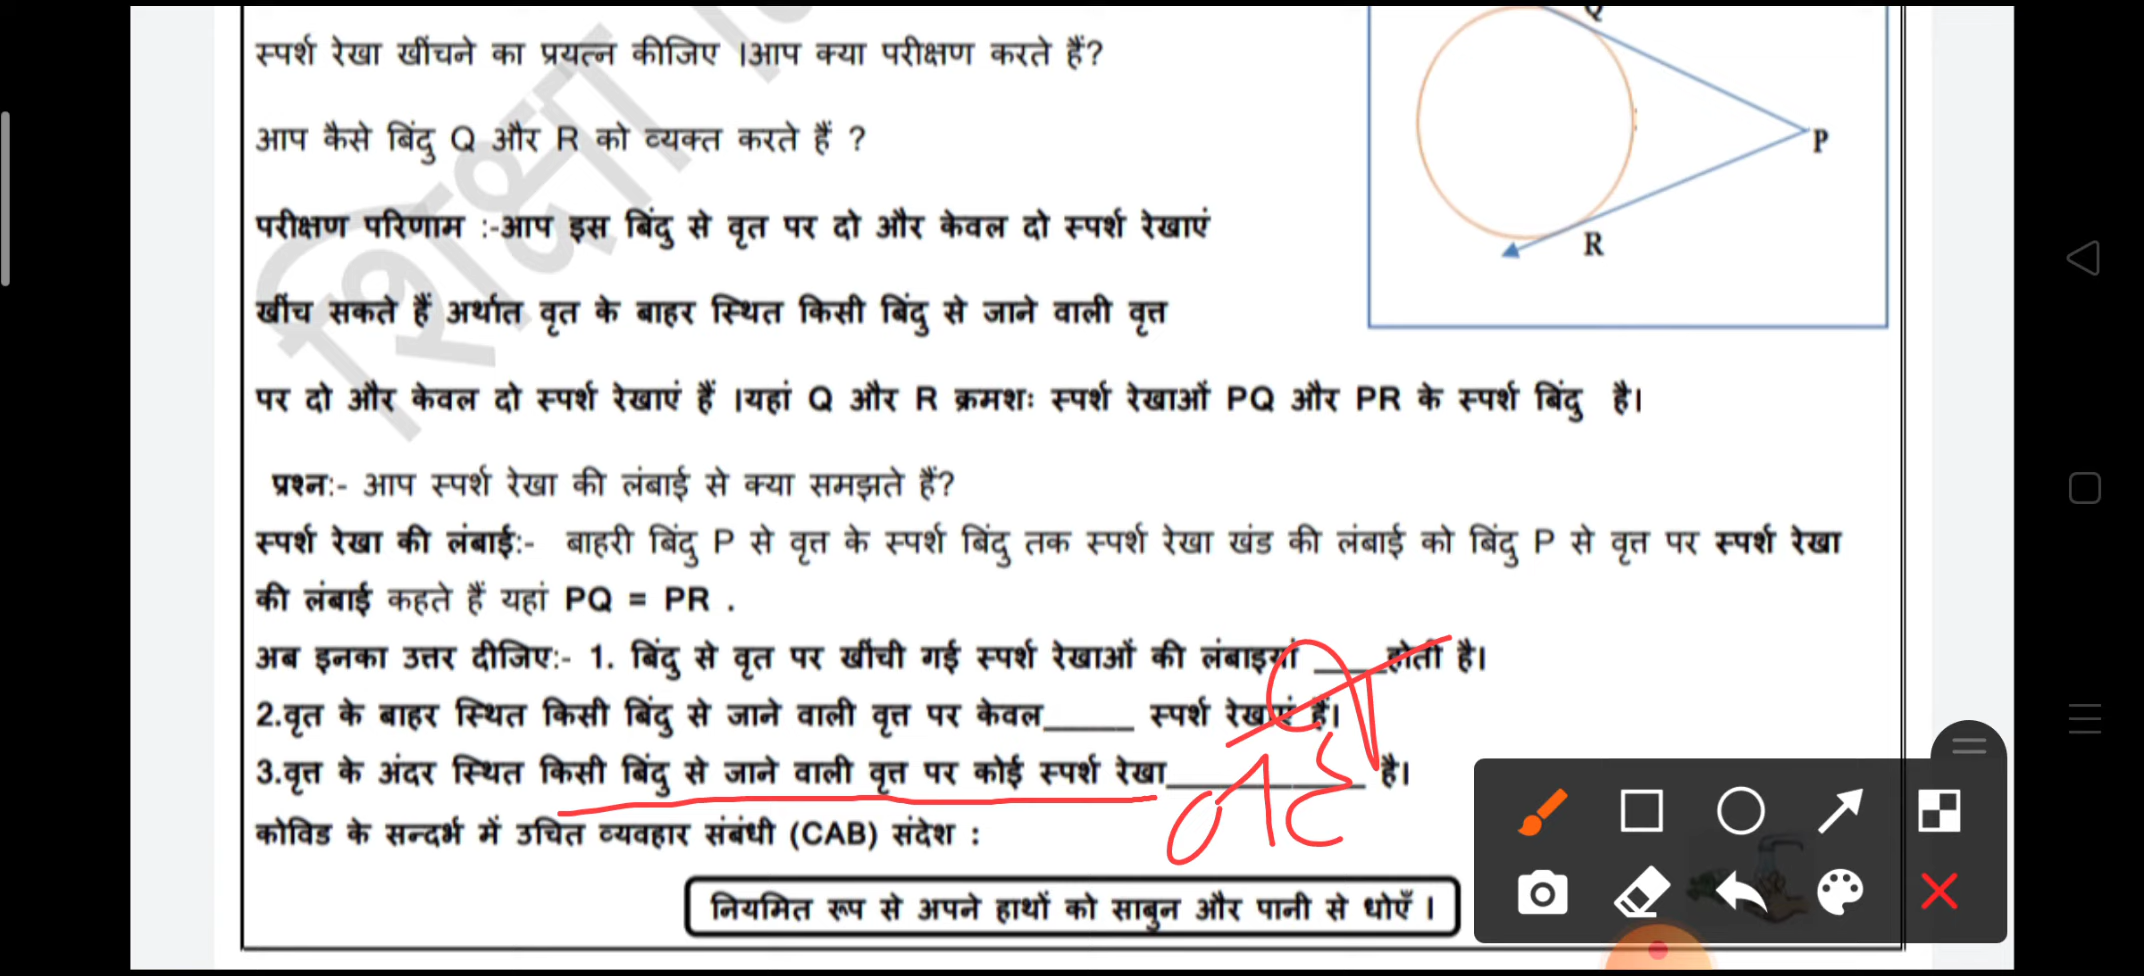 Q
स्पर्श रेखा खींचने का प्रयत्न कीजिए ।आप क्या परीक्षण करते हैं?
आप कैसे बिंदु Q और R को व्यक्त करते हैं ?
P
परीक्षण परिणाम :-आप इस बिंदु से वृत पर दो और केवल दो स्पर्श रेखाएं
R
खींच सकते हैं अर्थात वृत के बाहर स्थित किसी बिंदु से जाने वाली वृत्त
पर दो और केवल दो स्पर्श रेखाएं हैं ।यहां Q और R क्रमशः स्पर्श रेखाओं PQ और PR के स्पर्श बिंदु है।
प्रश्न:- आप स्पर्श रेखा की लंबाई से क्या समझते हैं?
स्पर्श रेखा की लंबाई:- बाहरी बिंदु P से वृत्त के स्पर्श बिंदु तक स्पर्श रेखा खंड की लंबाई को बिंदु P से वृत्त पर स्पर्श रेखा
की लंबाई कहते हैं यहां PQ = PR .
अब इनका उत्तर दीजिए:- 1. बिंदु से वृत पर खींची गई स्पर्श रेखाओं की लंबाइयां ____होती है।
2.वृत के बाहर स्थित किसी बिंदु से जाने वाली वृत्त पर केवल_____ स्पर्श रेखाएं हैं।
3.वृत्त के अंदर स्थित किसी बिंदु से जाने वाली वृत्त पर कोई स्पर्श रेखा___________ है।
कोविड के सन्दर्भ में उचित व्यवहार संबंधी (CAB) संदेश :
नियमित रूप से अपने हाथों को साबुन और पानी से धोएँ ।
शिक्षा